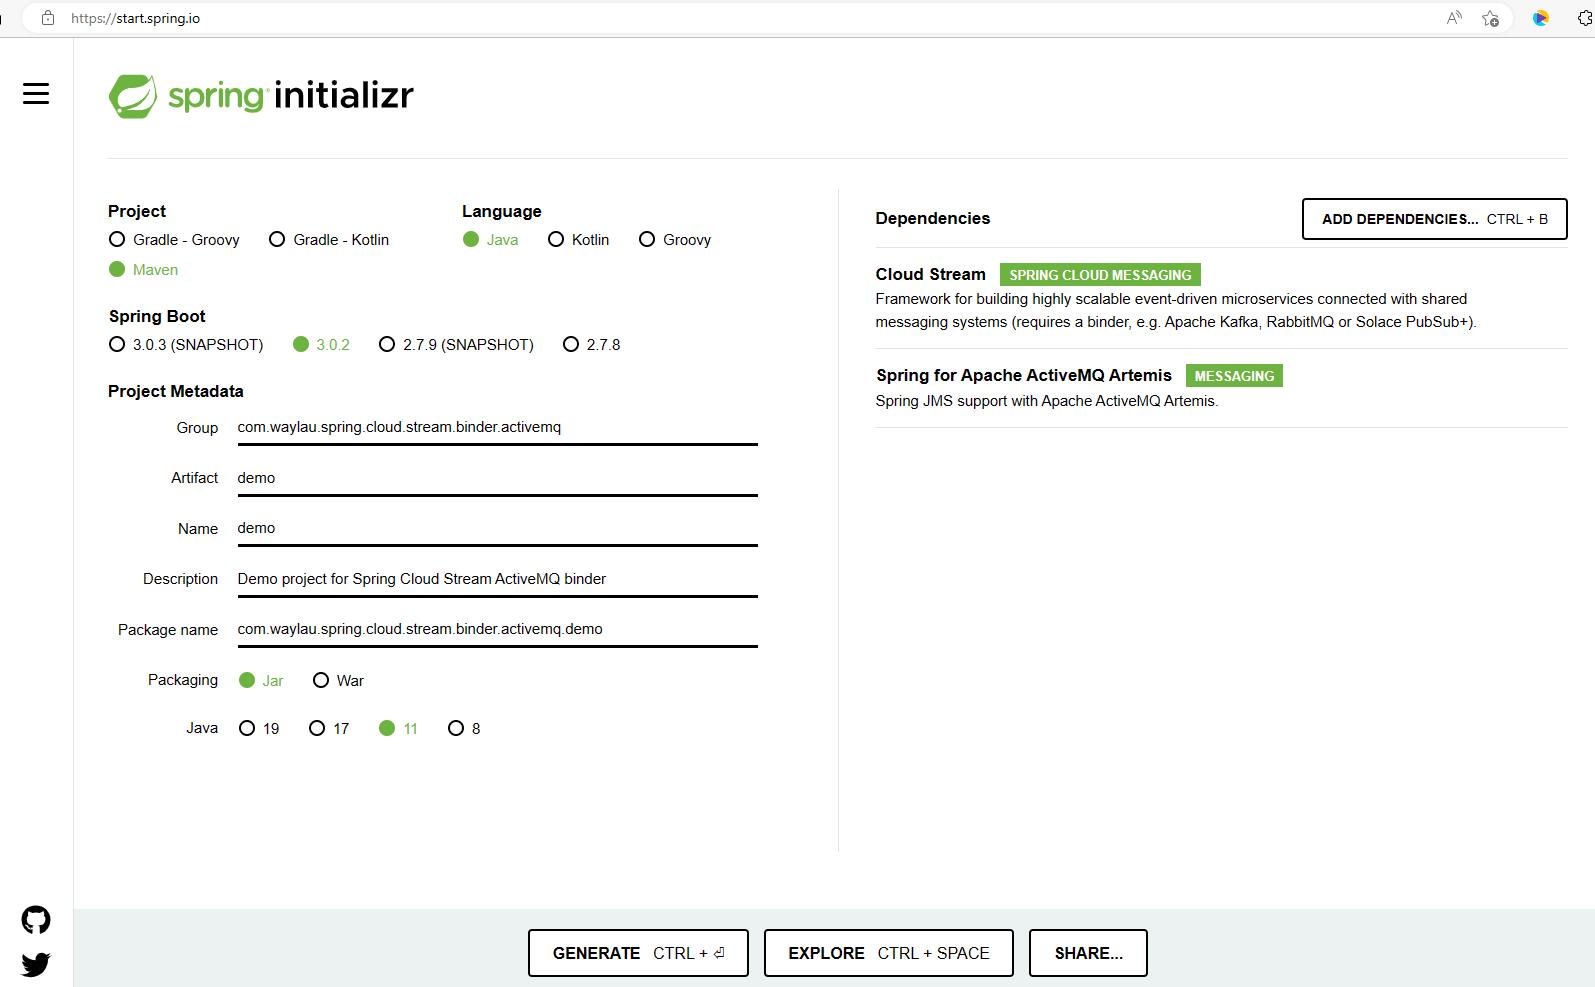 https://start.spring.io
spring initializr
Project
Gradle - Groovy
Gradle - Kotlin
Maven
Language
Java
Kotlin
Groovy
Spring Boot
3.0.3 (SNAPSHOT)
3.0.2
2.7.9 (SNAPSHOT)
2.7.8
Project Metadata
Group com.waylau.spring.cloud.stream.binder.activemq
Artifact demo
Name demo
Description Demo project for Spring Cloud Stream ActiveMQ binder
Package name com.waylau.spring.cloud.stream.binder.activemq.demo
Packaging Jar War
Java 19 17 11 8
Dependencies
ADD DEPENDENCIES... CTRL + B
Cloud Stream SPRING CLOUD MESSAGING
Framework for building highly scalable event-driven microservices connected with shared
messaging systems (requires a binder, e.g. Apache Kafka, RabbitMQ or Solace PubSub+).
Spring for Apache ActiveMQ Artemis MESSAGING
Spring JMS support with Apache ActiveMQ Artemis.
GENERATE CTRL + ⏎
EXPLORE CTRL + SPACE
SHARE...